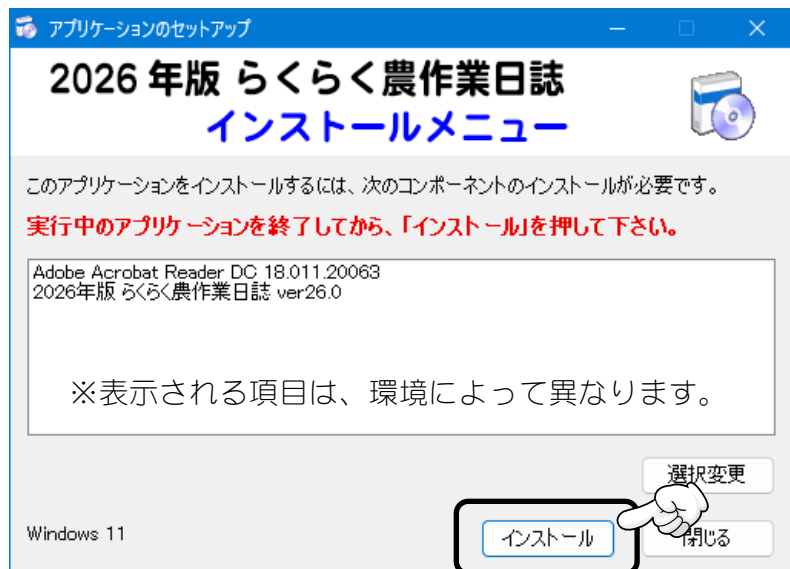 アプリケーションのセットアップ
2026 年版 らくらく農作業日誌
インストールメニュー
このアプリケーションをインストールするには、次のコンポーネントのインストールが必要です。
実行中のアプリケーションを終了してから、「インストール」を押して下さい。
Adobe Acrobat Reader DC 18.011.20063
2026年版 らくらく農作業日誌 ver26.0
※表示される項目は、環境によって異なります。
選択変更
Windows 11
インストール
閉じる